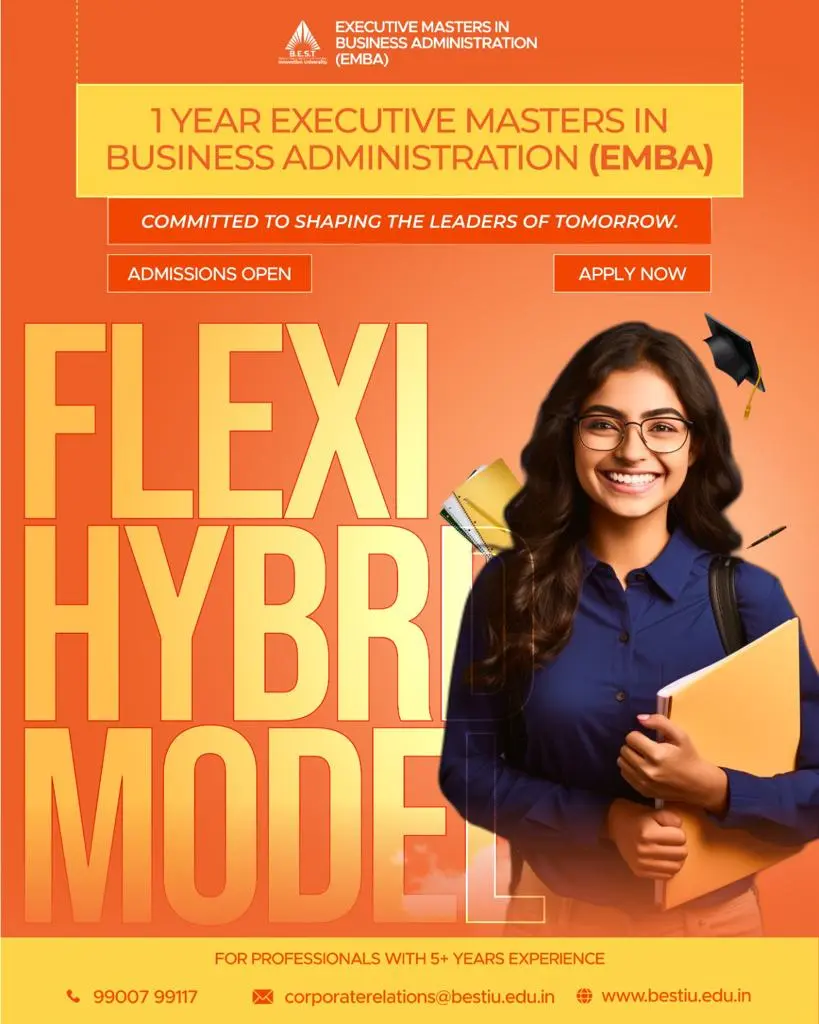 EXECUTIVE MASTERS IN
BUSINESS ADMINISTRATION
(EMBA)
B.E.S.T
Innovation University
1 YEAR EXECUTIVE MASTERS IN
BUSINESS ADMINISTRATION (EMBA)
COMMITTED TO SHAPING THE LEADERS OF TOMORROW.
ADMISSIONS OPEN
APPLY NOW
FLEXI
HYBRID
MODEL
FOR PROFESSIONALS WITH 5+ YEARS EXPERIENCE
99007 99117
corporaterelations@bestiu.edu.in
www.bestiu.edu.in